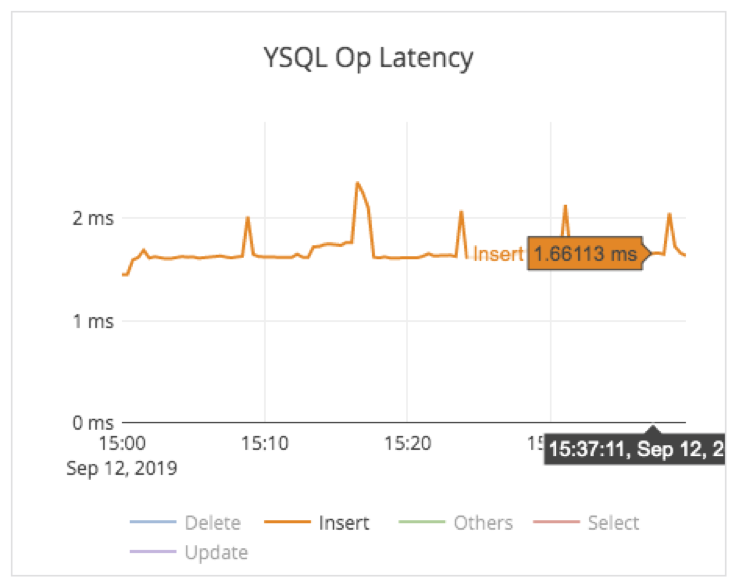 YSQL Op Latency
2 ms
Insert 1.66113 ms
1 ms
0 ms
15:00 15:10 15:20 15
Sep 12, 2019
15:37:11, Sep 12, 2
Delete Insert Others Select
Update